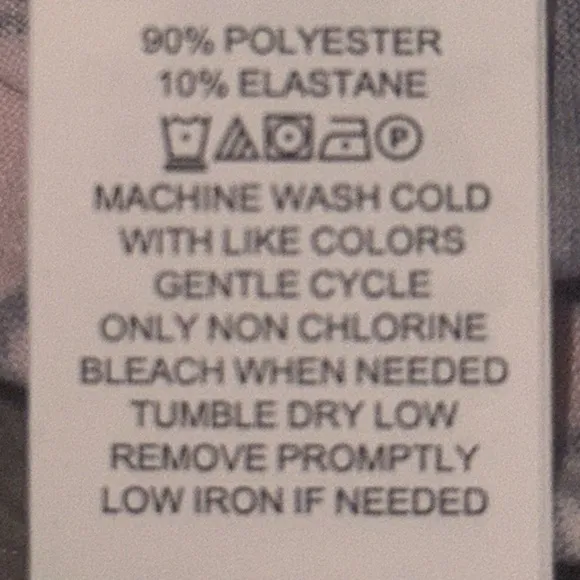 90% POLYESTER
10% ELASTANE
P
MACHINE WASH COLD
WITH LIKE COLORS
GENTLE CYCLE
ONLY NON CHLORINE
BLEACH WHEN NEEDED
TUMBLE DRY LOW
REMOVE PROMPTLY
LOW IRON IF NEEDED